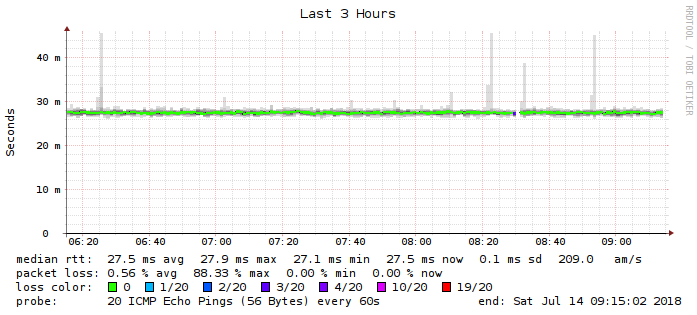 Last 3 Hours
RRDTOOL / TOBI OETIKER
Seconds
40 m
30 m
20 m
10 m
0
06:20 06:40 07:00 07:20 07:40 08:00 08:20 08:40 09:00
median rtt: 27.5 ms avg 27.9 ms max 27.1 ms min 27.5 ms now 0.1 ms sd 209.0 am/s
packet loss: 0.56 % avg 88.33 % max 0.00 % min 0.00 % now
loss color: 0 1/20 2/20 3/20 4/20 10/20 19/20
probe: 20 ICMP Echo Pings (56 Bytes) every 60s end: Sat Jul 14 09:15:02 2018